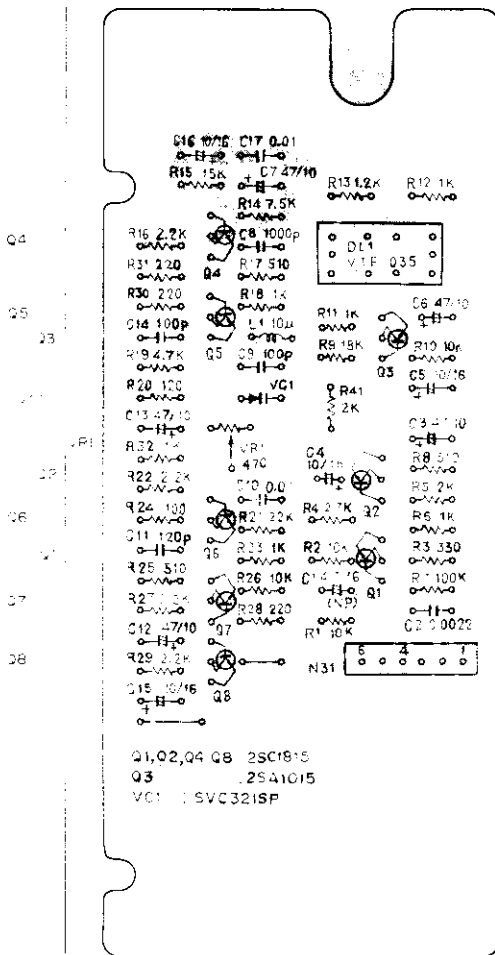 C16 10/16 C17 0.01
R15 15K C7 47/10
R13 1.2K R12 1K
R14 7.5K
Q4 R16 2.2K C8 1000p
DL1
Q4
R31 220 R17 510
R30 220 R18 1K
C6 47/10
Q5 C14 100p L1 10μ R11 1K
Q3 Q5
R19 4.7K C9 100p R9 18K Q3 R10
R20 120 VC1 C5 10/16
R41
2K
C13 47/10
VR1 C3
R32 1K VR1
470 C4
10/16
R8 510
R22 2.2K C10 0.01 R5 2K
R24 100 R21 22K R4 2.7K Q2
Q6 R6 1K
C11 120p Q6
R23 1K R2 10K R3 330
R25 510 Q1
R26 10K R1 100K
Q7 R27
R28 220 (NP) C2 0.0022
C12 47/10 Q7 R1 10K
Q8 R29 2.2K
N31 6 4 1
Q8
C15 10/16
Q1,Q2,Q4 Q8 2SC1815
Q3 2SA1015
VC1 SVC321SP